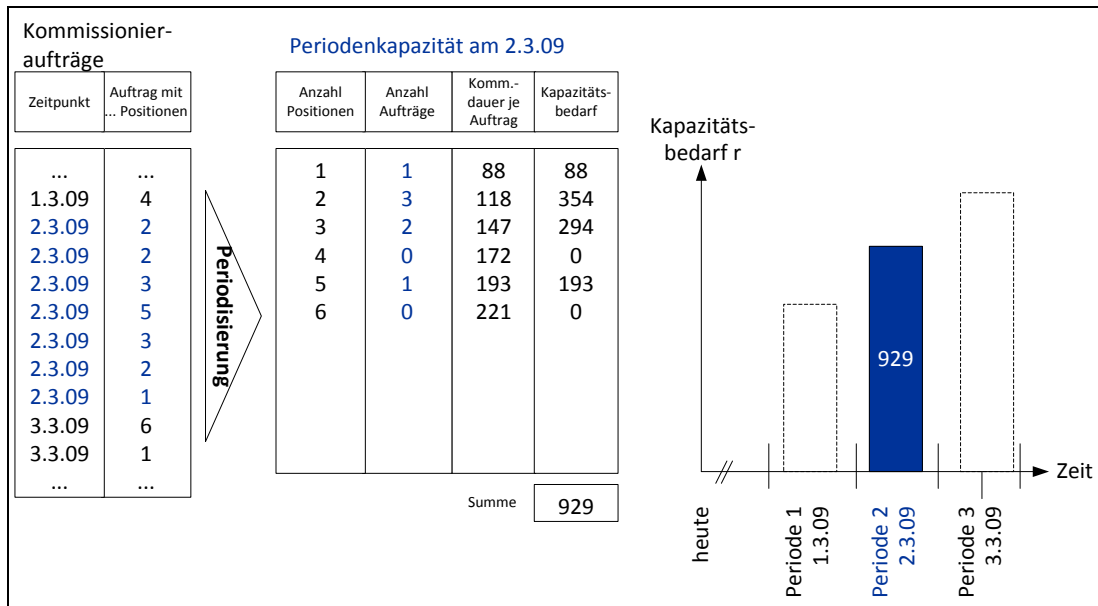 Kommissionier-
aufträge
Zeitpunkt
Auftrag mit
... Positionen
... ...
1.3.09 4
2.3.09 2
2.3.09 2
2.3.09 3
2.3.09 5
2.3.09 3
2.3.09 2
2.3.09 1
3.3.09 6
3.3.09 1
... ...
Periodisierung
Periodenkapazität am 2.3.09
Anzahl
Positionen
Anzahl
Aufträge
Komm.-
dauer je
Auftrag
Kapazitäts-
bedarf
1 1 88 88
2 3 118 354
3 2 147 294
4 0 172 0
5 1 193 193
6 0 221 0
Summe 929
Kapazitäts-
bedarf r
929
Zeit
heute
Periode 1
1.3.09
Periode 2
2.3.09
Periode 3
3.3.09